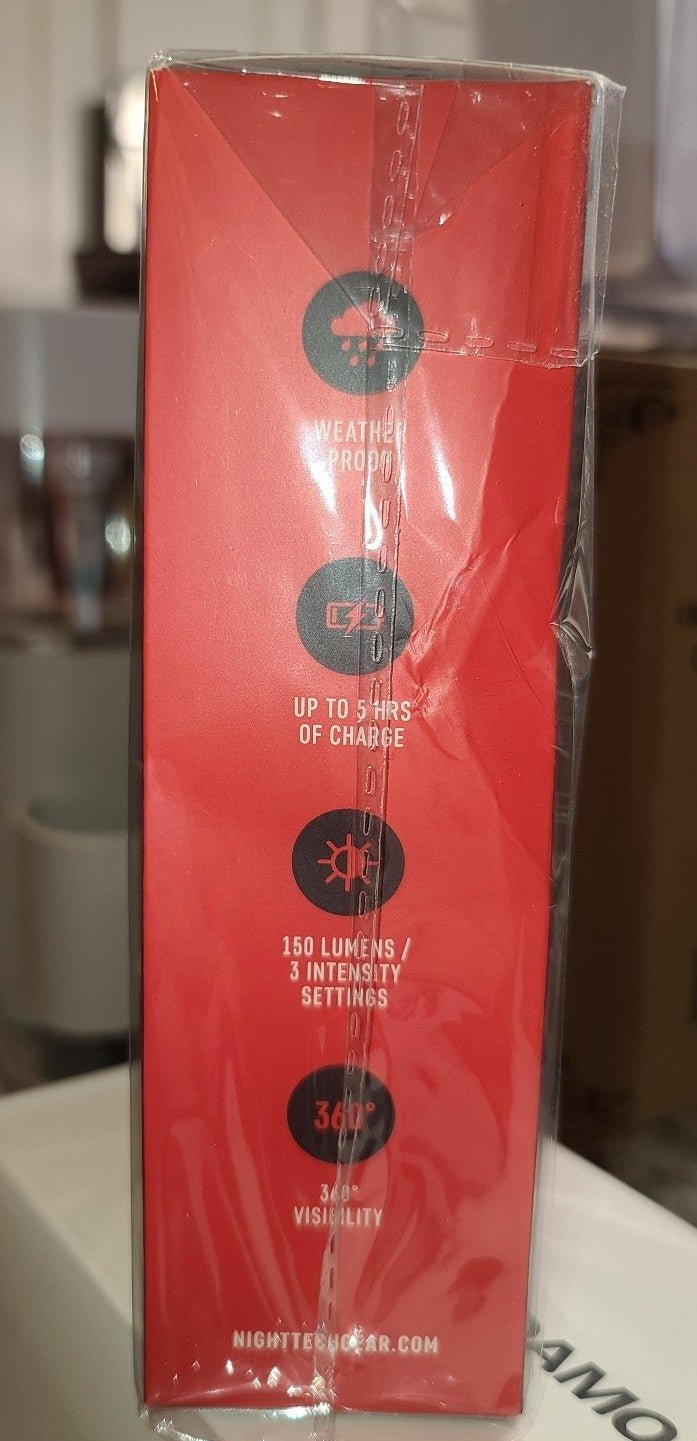 WEATHER
PROOF
UP TO 5 HRS
OF CHARGE
150 LUMENS /
3 INTENSITY
SETTINGS
360°
360°
VISIBILITY
NIGHTTECHGEAR.COM